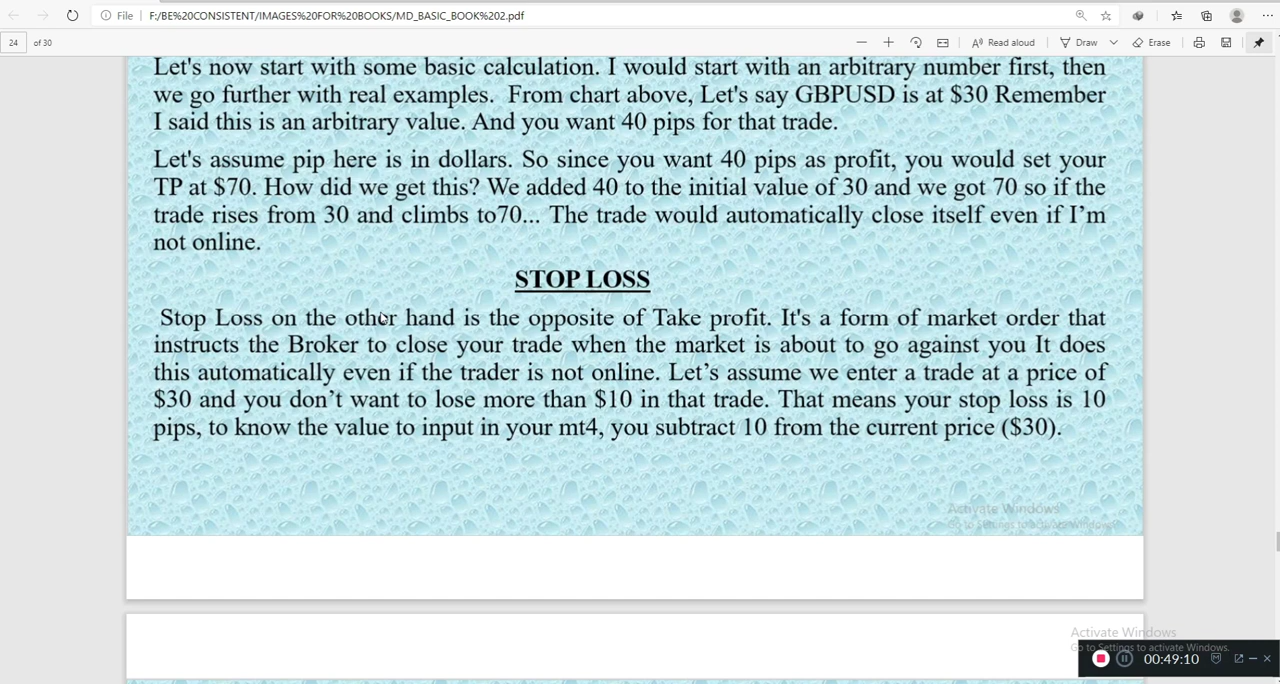 File F:/BE%20CONSISTENT/IMAGES%20FOR%20BOOKS/MD_BASIC_BOOK%202.pdf
24 of 30
Read aloud Draw Erase
Let's now start with some basic calculation. I would start with an arbitrary number first, then
we go further with real examples. From chart above, Let's say GBPUSD is at $30 Remember
I said this is an arbitrary value. And you want 40 pips for that trade.
Let's assume pip here is in dollars. So since you want 40 pips as profit, you would set your
TP at $70. How did we get this? We added 40 to the initial value of 30 and we got 70 so if the
trade rises from 30 and climbs to70... The trade would automatically close itself even if I’m
not online.
STOP LOSS
Stop Loss on the other hand is the opposite of Take profit. It's a form of market order that
instructs the Broker to close your trade when the market is about to go against you It does
this automatically even if the trader is not online. Let’s assume we enter a trade at a price of
$30 and you don’t want to lose more than $10 in that trade. That means your stop loss is 10
pips, to know the value to input in your mt4, you subtract 10 from the current price ($30).
Activate Windows
Go to Settings to activate Windows.
Activate Windows
Go to Settings to activate Windows.
00:49:10